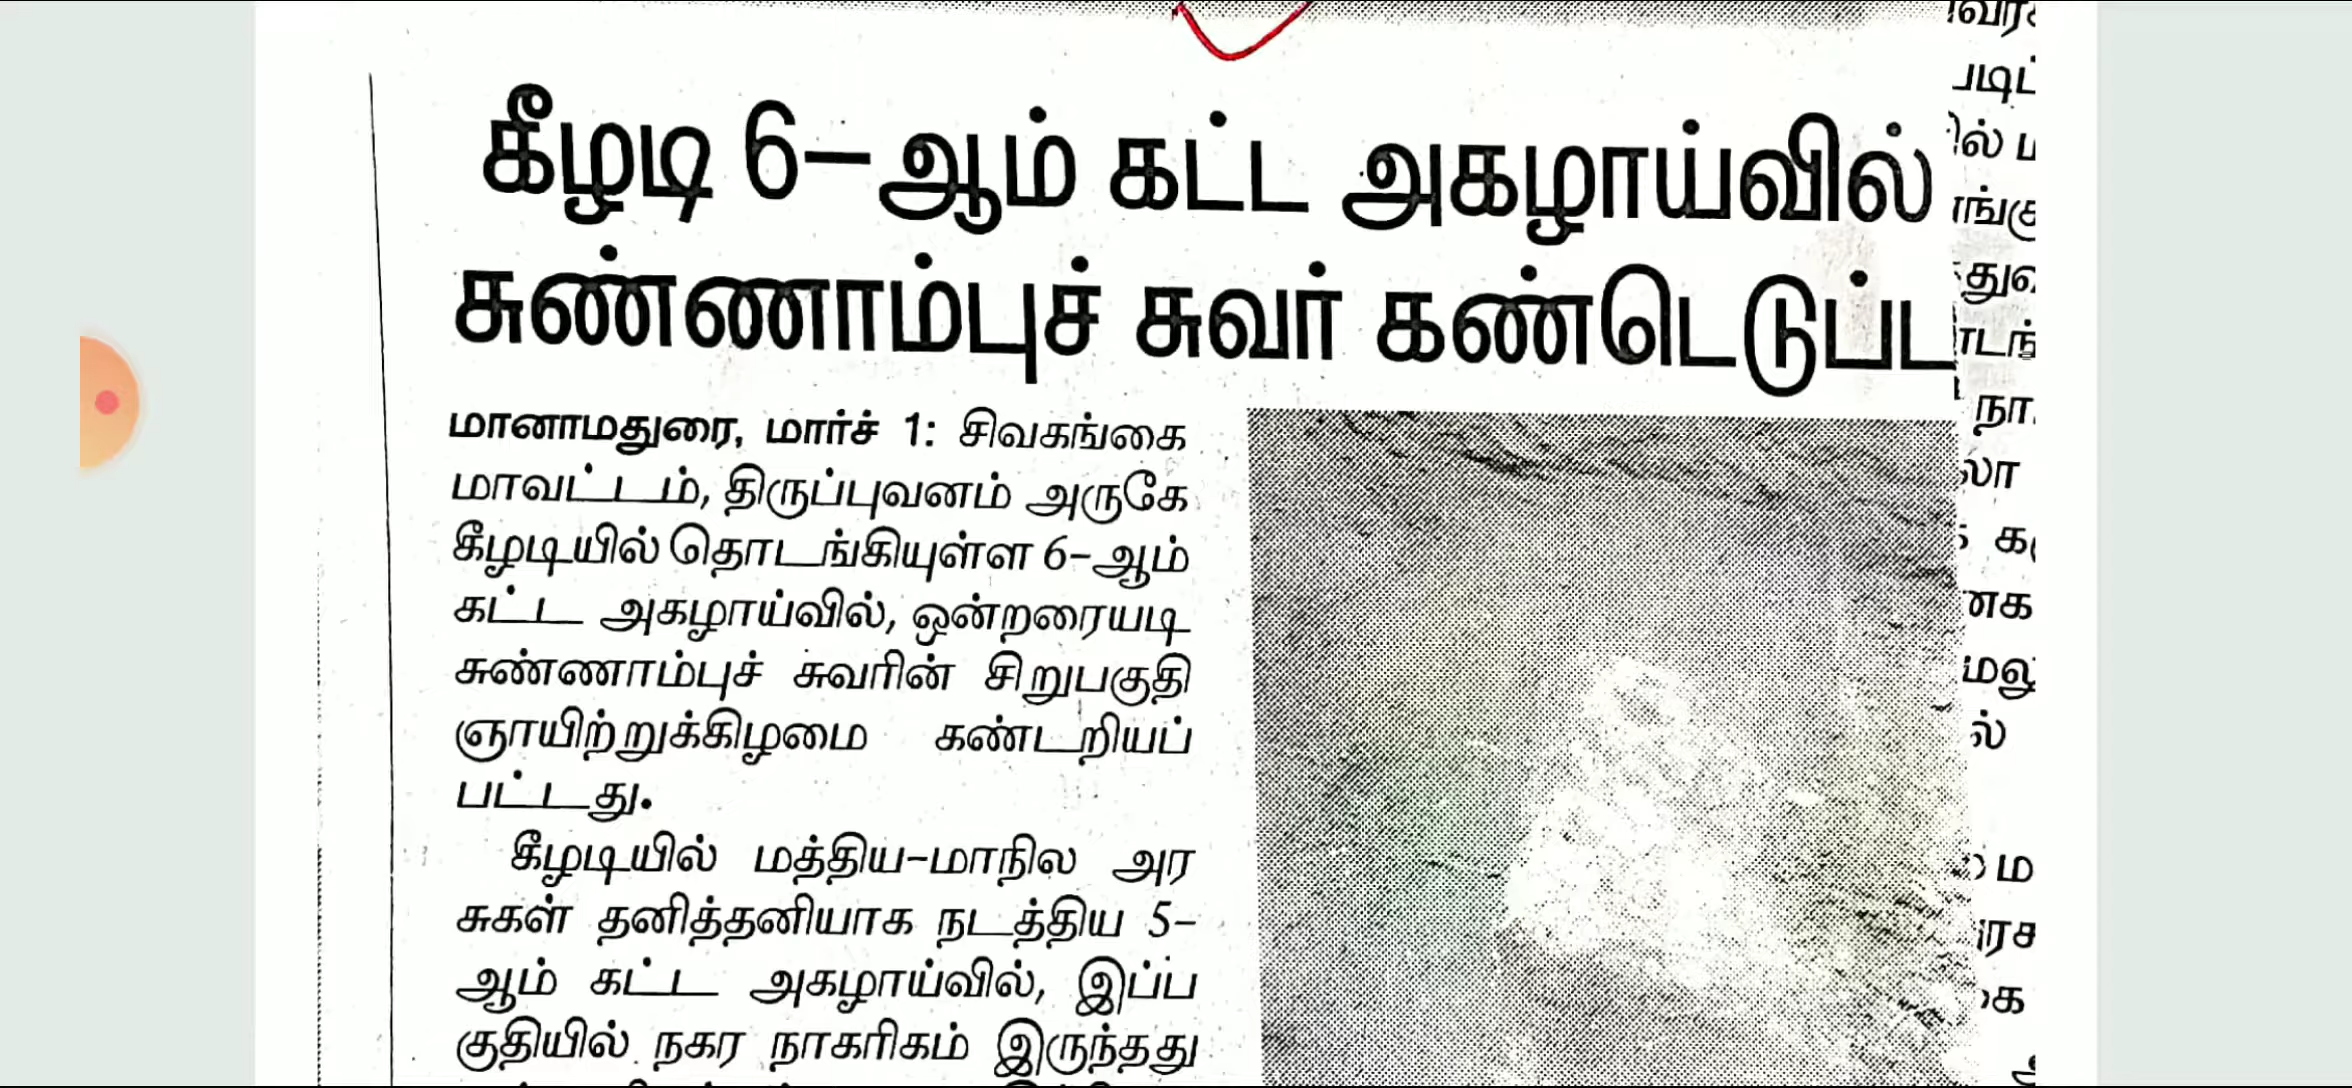 கீழடி 6-ஆம் கட்ட அகழாய்வில்
சுண்ணாம்புச் சுவர் கண்டெடுப்ட
மானாமதுரை, மார்ச் 1: சிவகங்கை
மாவட்டம், திருப்புவனம் அருகே
கீழடியில் தொடங்கியுள்ள 6-ஆம்
கட்ட அகழாய்வில், ஒன்றரையடி
சுண்ணாம்புச் சுவரின் சிறுபகுதி
ஞாயிற்றுக்கிழமை கண்டறியப்
பட்டது.
கீழடியில் மத்திய-மாநில அர
சுகள் தனித்தனியாக நடத்திய 5-
ஆம் கட்ட அகழாய்வில், இப்ப
குதியில் நகர நாகரிகம் இருந்தது